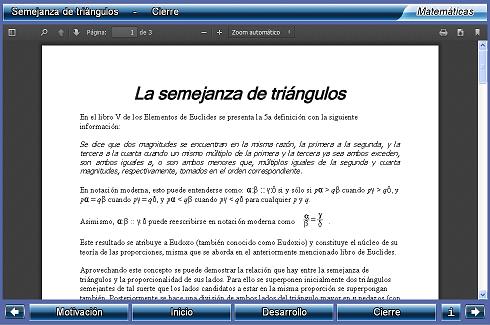 Semejanza de triángulos - Cierre
Matemáticas
Página: 1 de 3
Zoom automático
La semejanza de triángulos
En el libro V de los Elementos de Euclides se presenta la 5a definición con la siguiente
información:
Se dice que dos magnitudes se encuentran en la misma razón, la primera a la segunda, y la
tercera a la cuarta cuando un mismo múltiplo de la primera y la tercera ya sea ambos exceden,
son ambos iguales a, o son ambos menores que, múltiplos iguales de la segunda y cuarta
magnitudes, respectivamente, tomados en el orden correspondiente.
En notación moderna, esto puede entenderse como: α:β :: γ:δ si y sólo si pα > qβ cuando pγ > qδ, y
pα = qβ cuando pγ = qδ, y pα < qβ cuando pγ < qδ para cualquier p y q.
Asimismo, α:β :: γ:δ puede reescribirse en notación moderna como α/β = γ/δ .
Este resultado se atribuye a Eudoxo (también conocido como Eudoxio) y constituye el núcleo de su
teoría de las proporciones, misma que se aborda en el anteriormente mencionado libro de Euclides.
Aprovechando este concepto se puede demostrar la relación que hay entre la semejanza de
triángulos y la proporcionalidad de sus lados. Para ello se superponen inicialmente dos triángulos
semejantes de tal suerte que los lados candidatos a estar en la misma proporción se superpongan
también. Posteriormente se hace una división de ambos lados del triángulo mayor en n pedazos (con
Motivación
Inicio
Desarrollo
Cierre
i